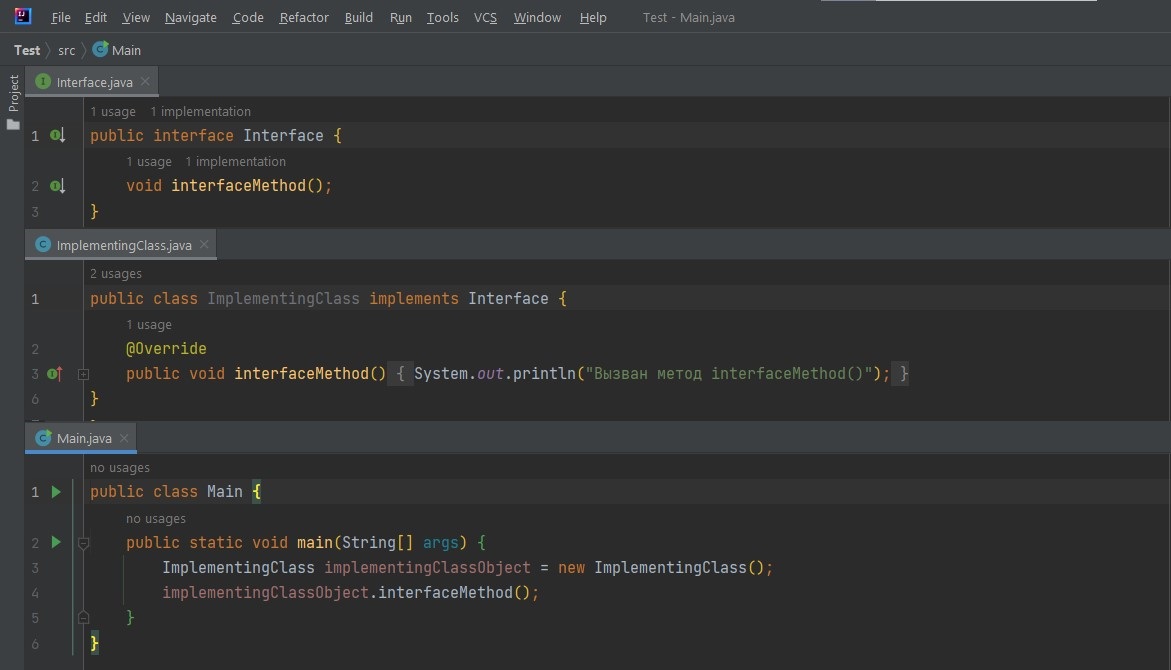 File Edit View Navigate Code Refactor Build Run Tools VCS Window Help Test - Main.java
Test src Main
Project
Interface.java
1 usage 1 implementation
1 public interface Interface {
1 usage 1 implementation
2 void interfaceMethod();
3 }
ImplementingClass.java
2 usages
1 public class ImplementingClass implements Interface {
1 usage
2 @Override
3 public void interfaceMethod() { System.out.println("Вызван метод interfaceMethod()"); }
6 }
Main.java
no usages
1 public class Main {
no usages
2 public static void main(String[] args) {
3 ImplementingClass implementingClassObject = new ImplementingClass();
4 implementingClassObject.interfaceMethod();
5 }
6 }